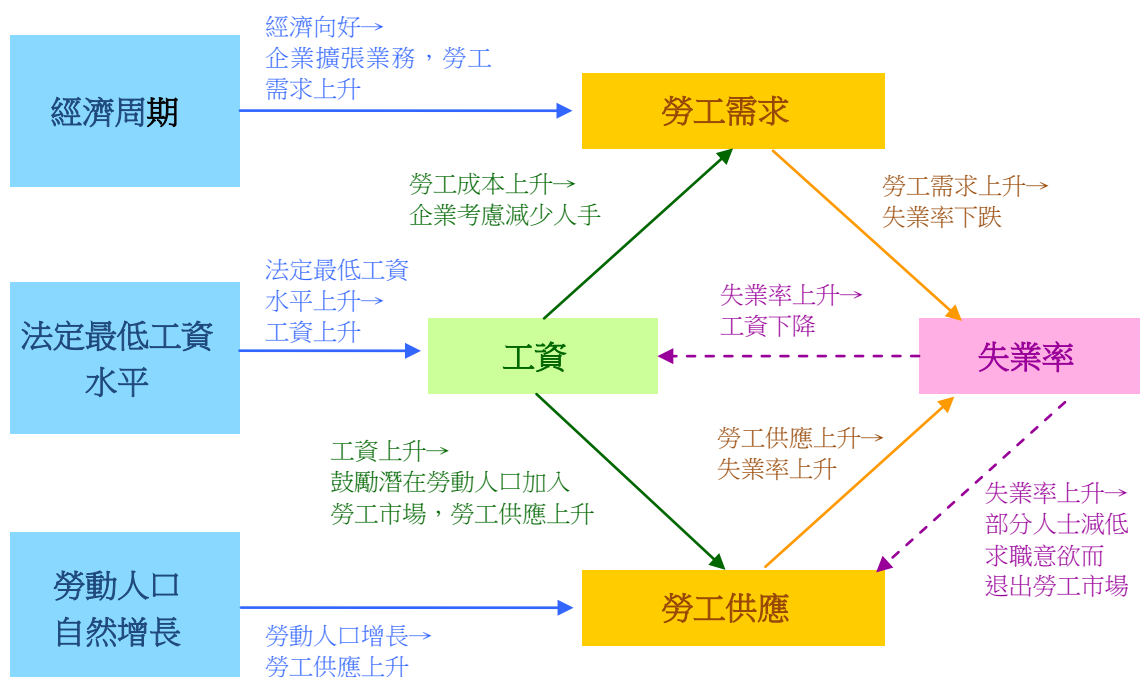 經濟向好→
企業擴張業務，勞工
需求上升
經濟周期
勞工需求
勞工成本上升→
企業考慮減少人手
勞工需求上升→
失業率下跌
法定最低工資
水平上升→
工資上升
失業率上升→
工資下降
法定最低工資
水平
工資
失業率
工資上升→
鼓勵潛在勞動人口加入
勞工市場，勞工供應上升
勞工供應上升→
失業率上升
失業率上升→
部分人士减低
求職意欲而
退出勞工市場
勞動人口
自然增長
勞工供應
勞動人口增長→
勞工供應上升